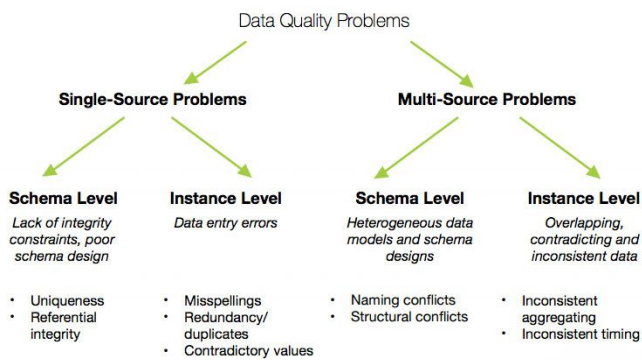 Data Quality Problems
Single-Source Problems
Multi-Source Problems
Schema Level
Lack of integrity
constraints, poor
schema design
• Uniqueness
• Referential
integrity
Instance Level
Data entry errors
• Misspellings
• Redundancy/
duplicates
• Contradictory values
Schema Level
Heterogeneous data
models and schema
designs
• Naming conflicts
• Structural conflicts
Instance Level
Overlapping,
contradicting and
inconsistent data
• Inconsistent
aggregating
• Inconsistent timing